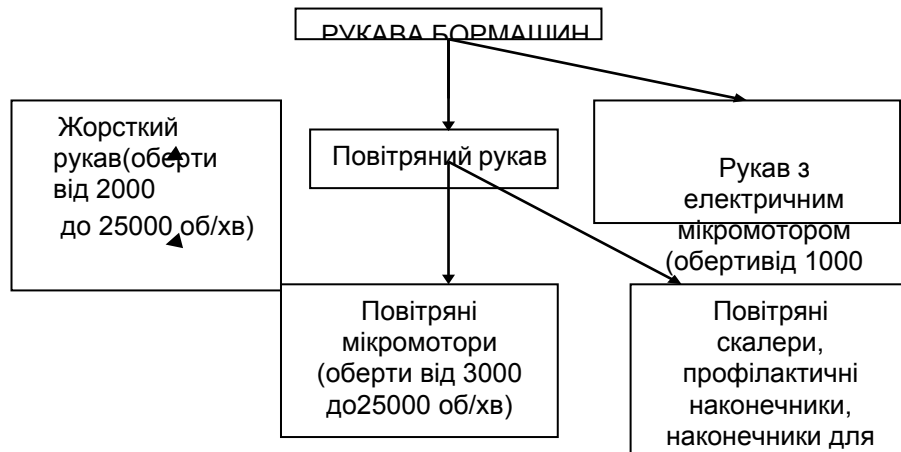 РУКАВА БОРМАШИН
Жорсткий
рукав(оберти
від 2000
до 25000 об/хв)
Повітряний рукав
Рукав з
електричним
мікромотором
(обертивід 1000
Повітряні
мікромотори
(оберти від 3000
до25000 об/хв)
Повітряні
скалери,
профілактичні
наконечники,
наконечники для